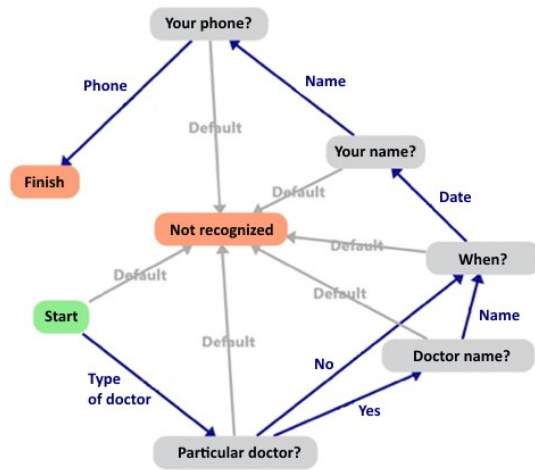 Your phone?
Phone
Name
Default
Your name?
Finish
Default
Date
Not recognized
Default
When?
Default
Default
Start
Name
Default
Doctor name?
No
Type
of doctor
Yes
Particular doctor?